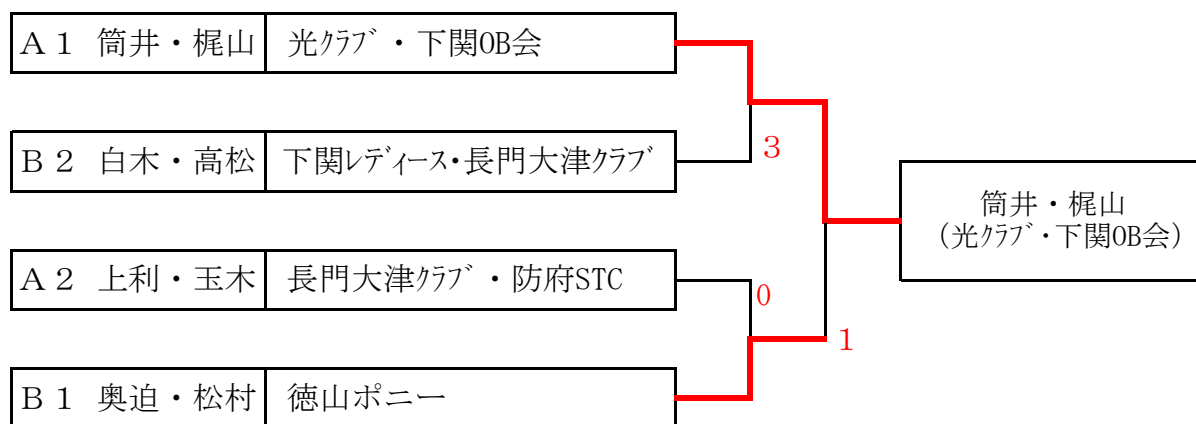 A1 筒井・梶山 光ｸﾗﾌﾞ・下関OB会
B2 白木・高松 下関ﾚﾃﾞｨｰｽ・長門大津ｸﾗﾌﾞ
3
筒井・梶山
(光ｸﾗﾌﾞ・下関OB会)
A2 上利・玉木 長門大津ｸﾗﾌﾞ・防府STC
0
1
B1 奥迫・松村 徳山ポニー